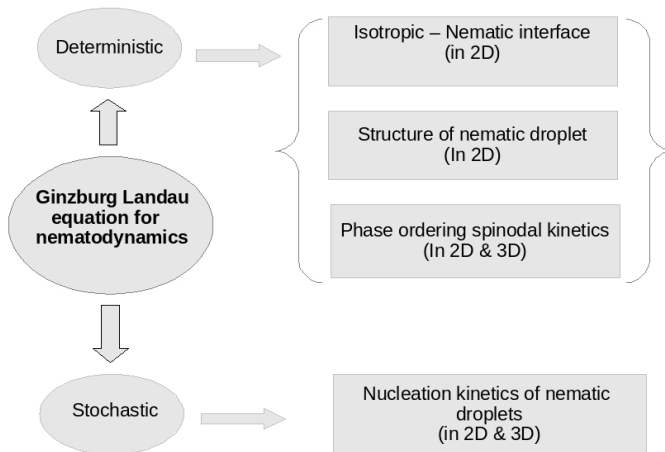 Deterministic
Isotropic – Nematic interface
(in 2D)
Structure of nematic droplet
(In 2D)
Ginzburg Landau
equation for
nematodynamics
Phase ordering spinodal kinetics
(In 2D & 3D)
Stochastic
Nucleation kinetics of nematic
droplets
(in 2D & 3D)